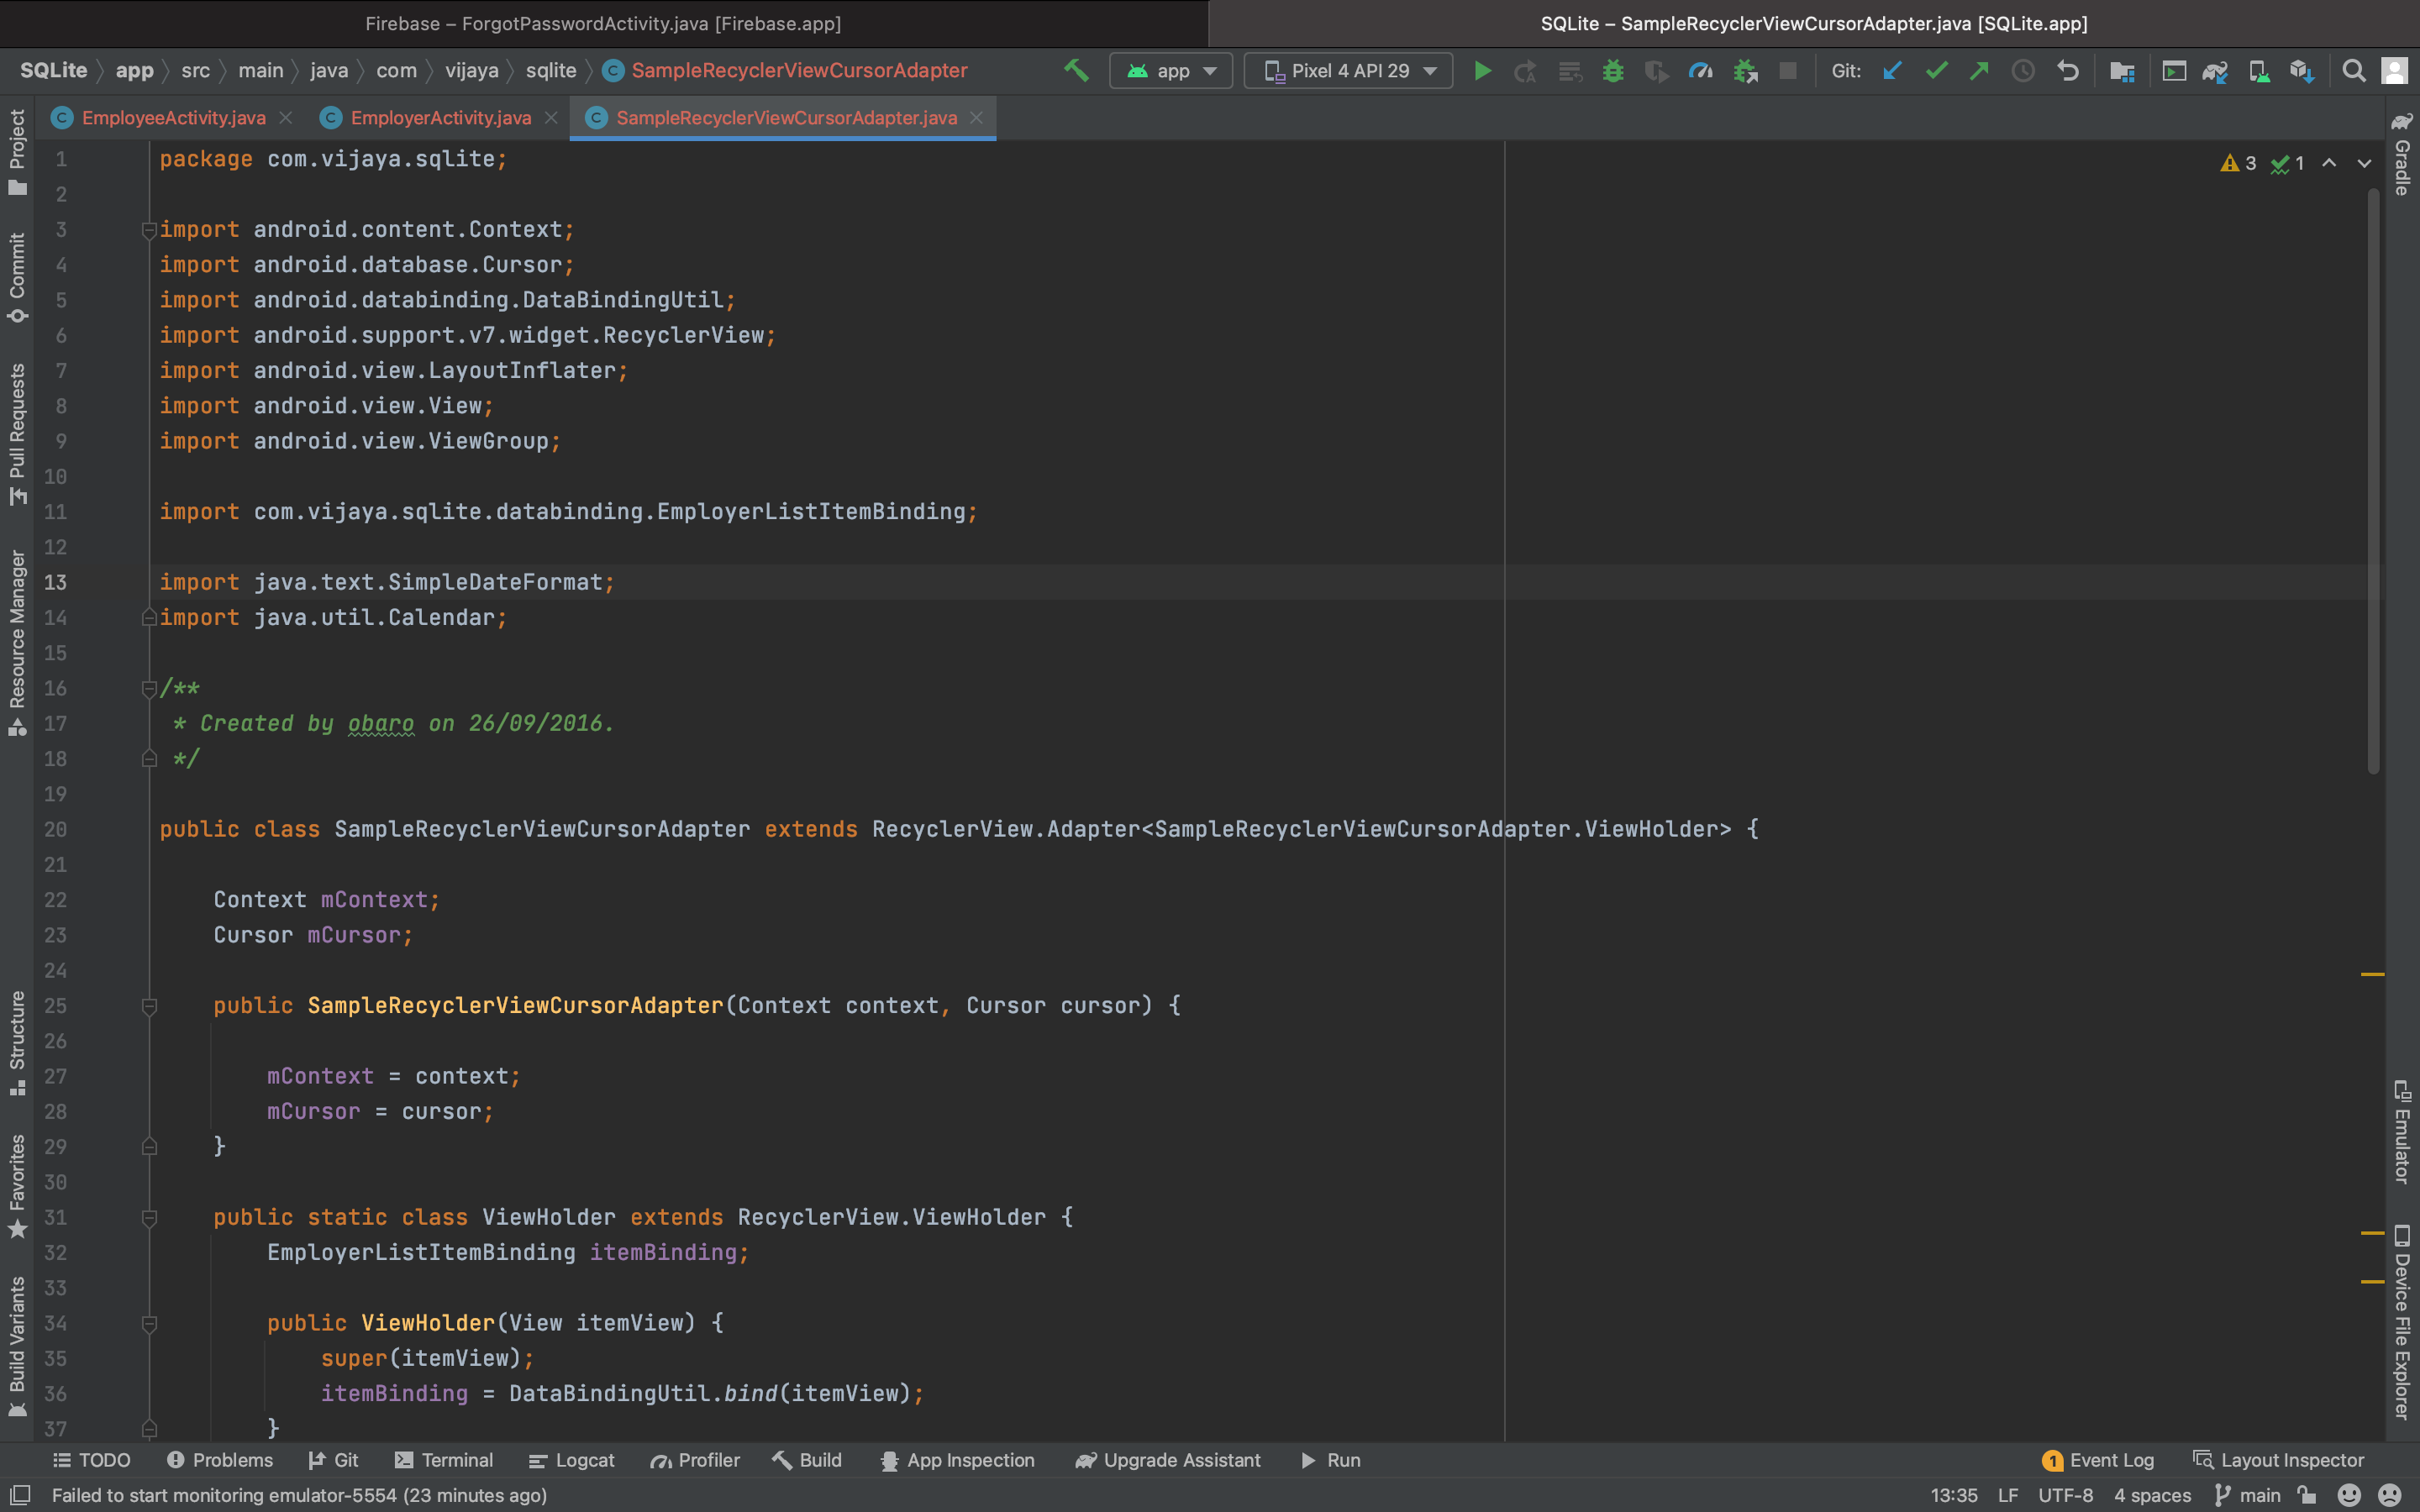 Firebase – ForgotPasswordActivity.java [Firebase.app]
SQLite – SampleRecyclerViewCursorAdapter.java [SQLite.app]
SQLite app src main java com vijaya sqlite C SampleRecyclerViewCursorAdapter
app
Pixel 4 API 29
Git:
C EmployeeActivity.java
C EmployerActivity.java
C SampleRecyclerViewCursorAdapter.java
Project
Commit
Pull Requests
Resource Manager
Structure
Favorites
Build Variants
3 1
1 package com.vijaya.sqlite;
2
3 import android.content.Context;
4 import android.database.Cursor;
5 import android.databinding.DataBindingUtil;
6 import android.support.v7.widget.RecyclerView;
7 import android.view.LayoutInflater;
8 import android.view.View;
9 import android.view.ViewGroup;
10
11 import com.vijaya.sqlite.databinding.EmployerListItemBinding;
12
13 import java.text.SimpleDateFormat;
14 import java.util.Calendar;
15
16 /**
17 * Created by obaro on 26/09/2016.
18 */
19
20 public class SampleRecyclerViewCursorAdapter extends RecyclerView.Adapter<SampleRecyclerViewCursorAdapter.ViewHolder> {
21
22 Context mContext;
23 Cursor mCursor;
24
25 public SampleRecyclerViewCursorAdapter(Context context, Cursor cursor) {
26
27 mContext = context;
28 mCursor = cursor;
29 }
30
31 public static class ViewHolder extends RecyclerView.ViewHolder {
32 EmployerListItemBinding itemBinding;
33
34 public ViewHolder(View itemView) {
35 super(itemView);
36 itemBinding = DataBindingUtil.bind(itemView);
37 }
Gradle
Emulator
Device File Explorer
TODO Problems Git Terminal Logcat Profiler Build App Inspection Upgrade Assistant Run 1 Event Log Layout Inspector
Failed to start monitoring emulator-5554 (23 minutes ago) 13:35 LF UTF-8 4 spaces main